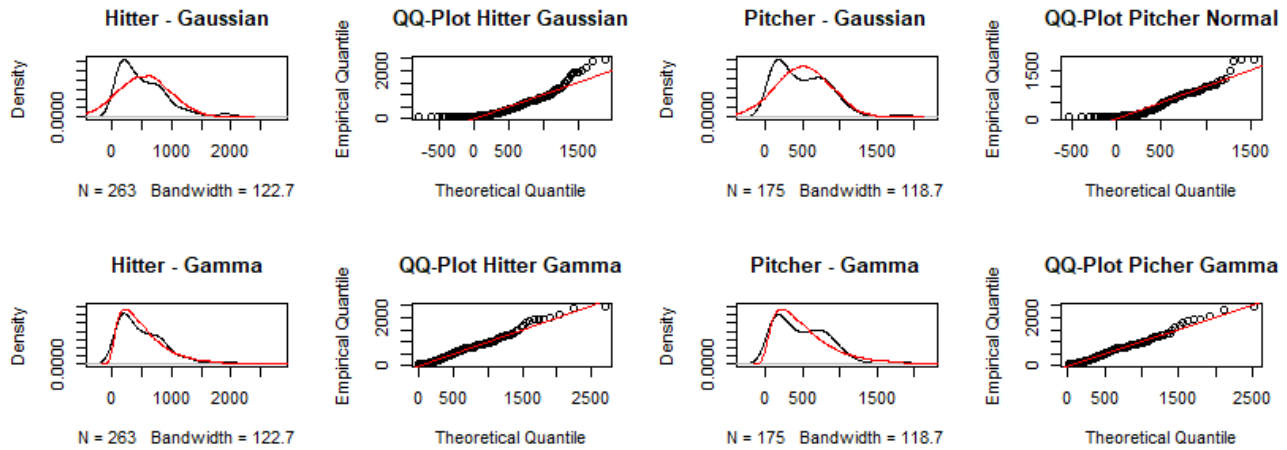 Hitter - Gaussian
Density
0.0000
0 1000 2000
N = 263 Bandwidth = 122.7
QQ-Plot Hitter Gaussian
Empirical Quantile
0 2000
-500 500 1500
Theoretical Quantile
Pitcher - Gaussian
Density
0.0000
0 500 1500
N = 175 Bandwidth = 118.7
QQ-Plot Pitcher Normal
Empirical Quantile
0 1500
-500 500 1500
Theoretical Quantile
Hitter - Gamma
Density
0.0000
0 1000 2000
N = 263 Bandwidth = 122.7
QQ-Plot Hitter Gamma
Empirical Quantile
0 2000
0 500 1500 2500
Theoretical Quantile
Pitcher - Gamma
Density
0.0000
0 500 1500
N = 175 Bandwidth = 118.7
QQ-Plot Picher Gamma
Empirical Quantile
0 2000
0 500 1500 2500
Theoretical Quantile